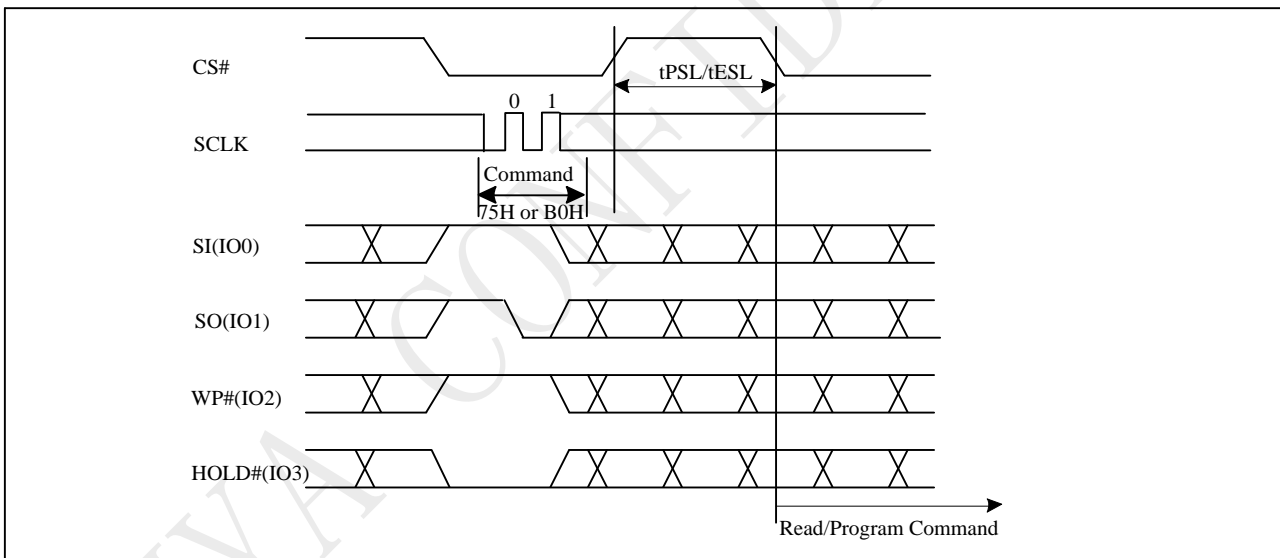 CS#
tPSL/tESL
0 1
SCLK
Command
75H or B0H
SI(IO0)
SO(IO1)
WP#(IO2)
HOLD#(IO3)
Read/Program Command